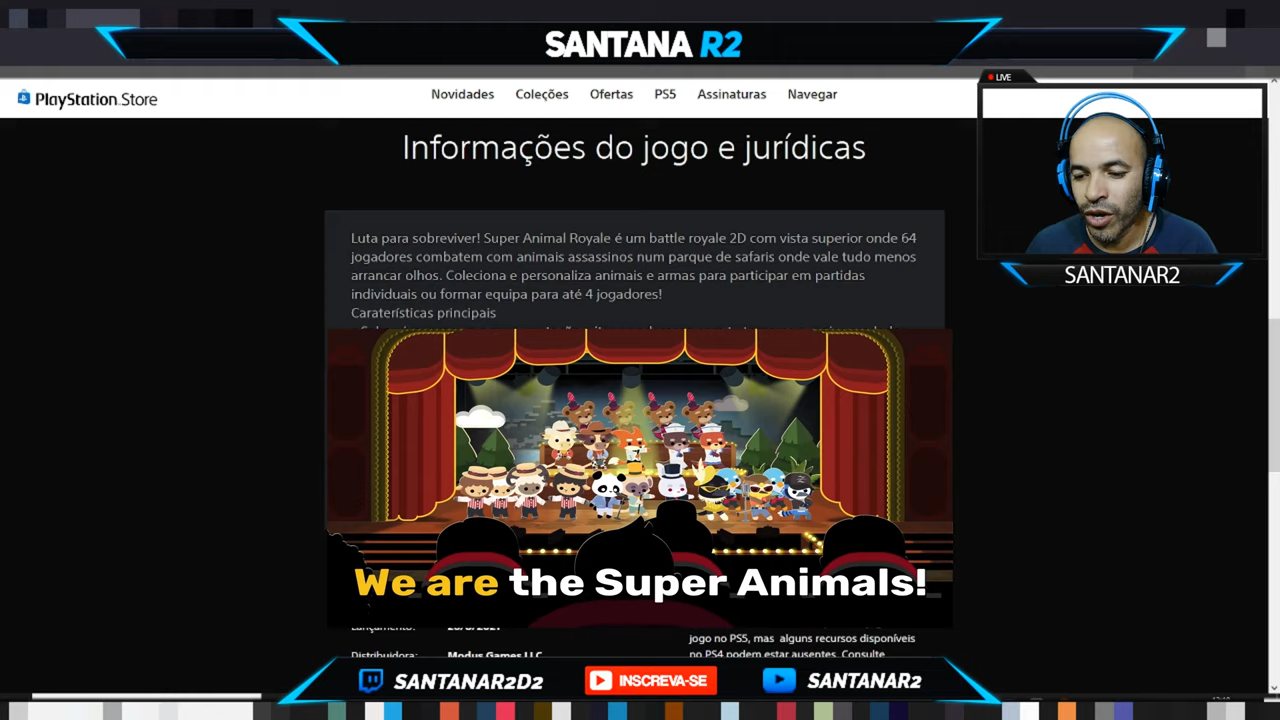 SANTANA R2
LIVE
PlayStation Store
Novidades Coleções Ofertas PS5 Assinaturas Navegar
Informações do jogo e jurídicas
Luta para sobreviver! Super Animal Royale é um battle royale 2D com vista superior onde 64
jogadores combatem com animais assassinos num parque de safaris onde vale tudo menos
arrancar olhos. Coleciona e personaliza animais e armas para participar em partidas
individuais ou formar equipa para até 4 jogadores!
Caraterísticas principais
SANTANAR2
We are the Super Animals!
Lançamento:
jogo no PS5, mas alguns recursos disponíveis
Distribuidora: Modus Games LLC
no PS4 podem estar ausentes. Consulte
SANTANAR2D2
INSCREVA-SE
SANTANAR2